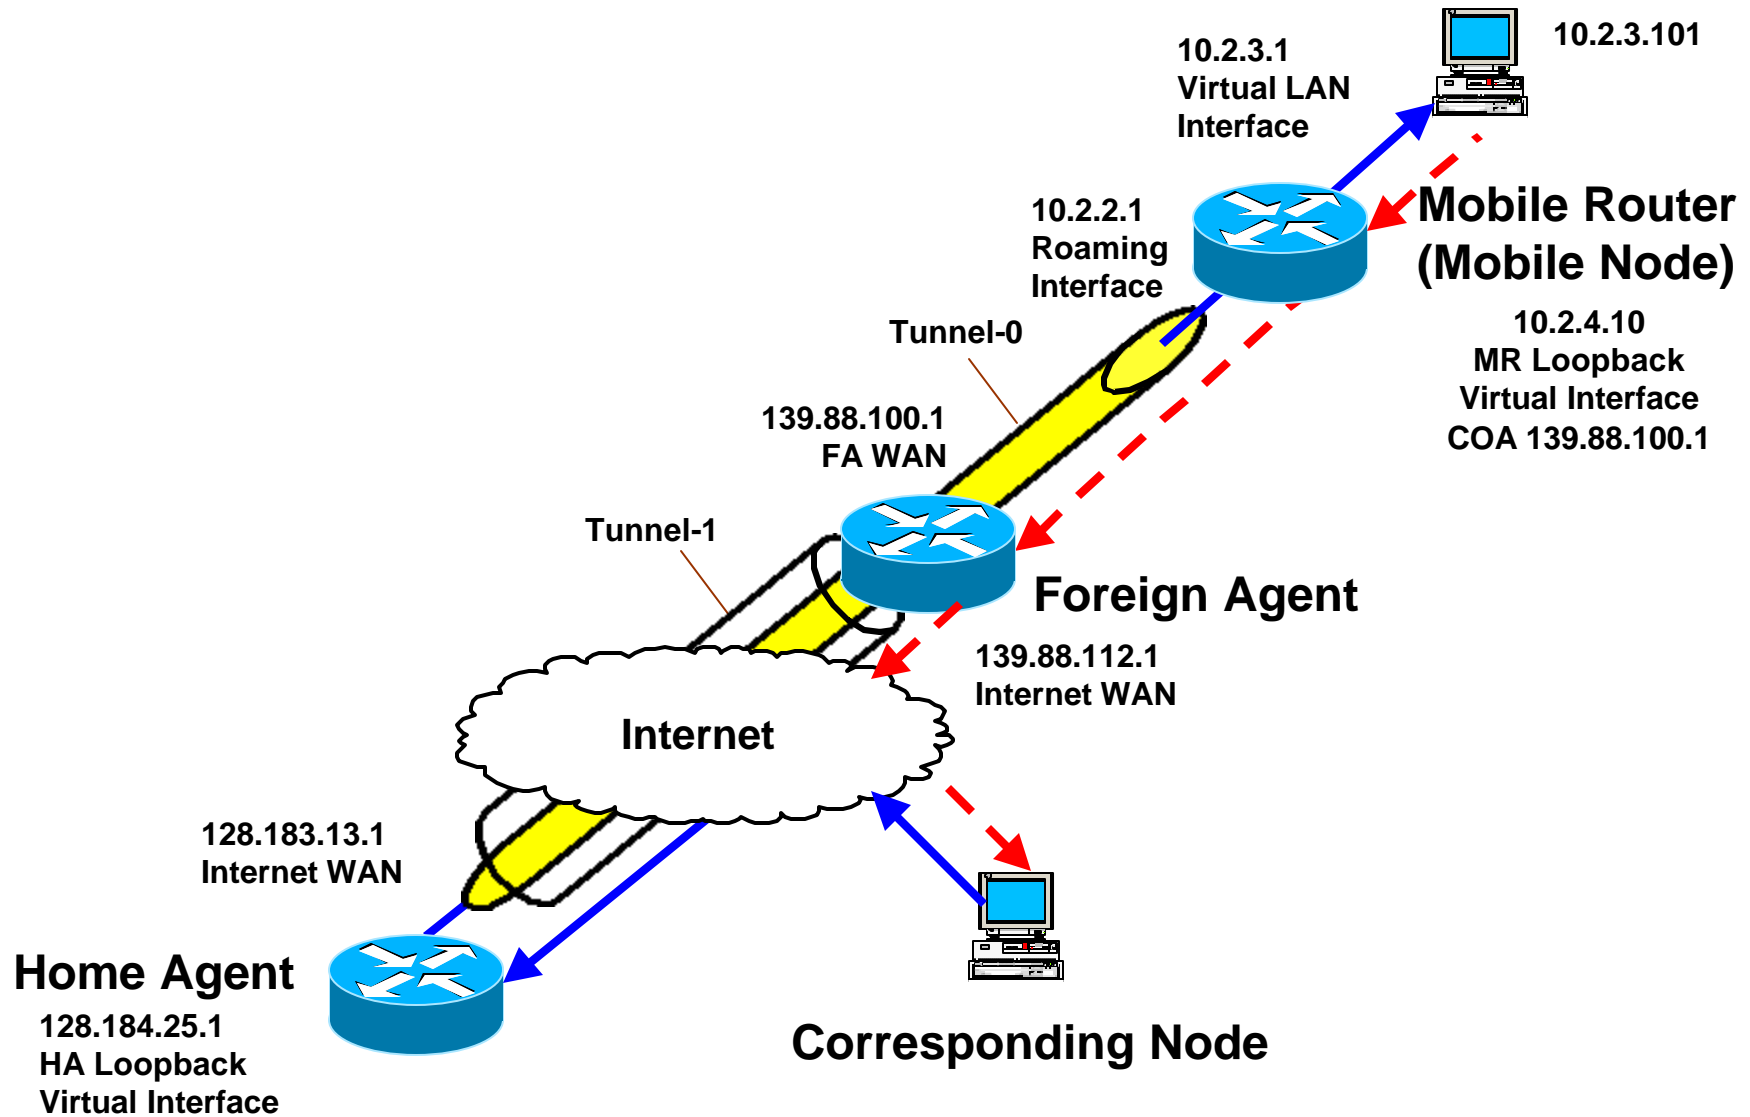 10.2.3.1
Virtual LAN
Interface
10.2.3.101
10.2.2.1
Roaming
Interface
Mobile Router
(Mobile Node)
10.2.4.10
MR Loopback
Virtual Interface
COA 139.88.100.1
Tunnel-0
139.88.100.1
FA WAN
Tunnel-1
Foreign Agent
139.88.112.1
Internet WAN
Internet
128.183.13.1
Internet WAN
Home Agent
128.184.25.1
HA Loopback
Virtual Interface
Corresponding Node